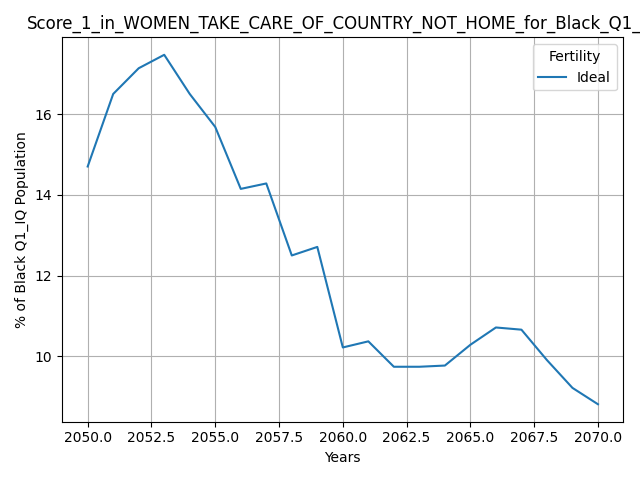 Score_1_in_WOMEN_TAKE_CARE_OF_COUNTRY_NOT_HOME_for_Black_Q1_
Fertility
Ideal
% of Black Q1_IQ Population
16
14
12
10
2050.0 2052.5 2055.0 2057.5 2060.0 2062.5 2065.0 2067.5 2070.0
Years